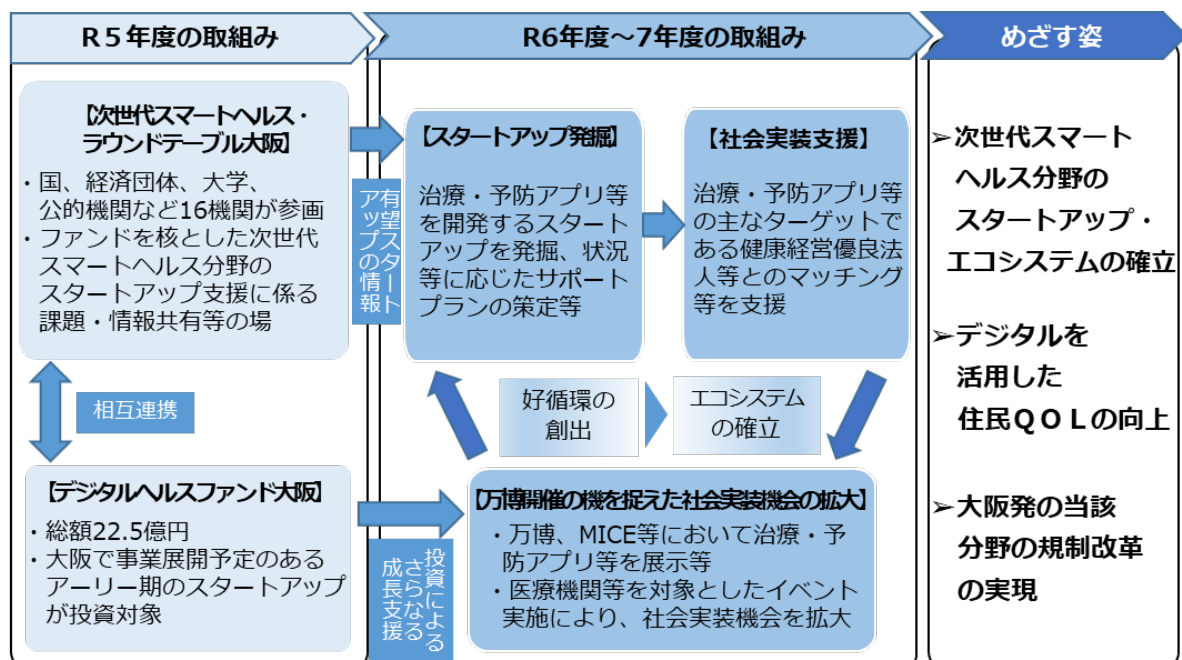 R5年度の取組み
R6年度~7年度の取組み
めざす姿
【次世代スマートヘルス・
ラウンドテーブル大阪】
・国、経済団体、大学、
公的機関など16機関が参画
・ファンドを核とした次世代
スマートヘルス分野の
スタートアップ支援に係る
課題・情報共有等の場
相互連携
【デジタルヘルスファンド大阪】
・総額22.5億円
・大阪で事業展開予定のある
アーリー期のスタートアップ
が投資対象
有望スタート
アップの情報
【スタートアップ発掘】
治療・予防アプリ等
を開発するスタート
アップを発掘、状況
等に応じたサポート
プランの策定等
【社会実装支援】
治療・予防アプリ等
の主なターゲットで
ある健康経営優良法
人等とのマッチング
等を支援
好循環の
創出
エコシステム
の確立
投資による
さらなる
成長支援
【万博開催の機を捉えた社会実装機会の拡大】
・万博、MICE等において治療・予
防アプリ等を展示等
・医療機関等を対象としたイベント
実施により、社会実装機会を拡大
➢次世代スマート
ヘルス分野の
スタートアップ・
エコシステムの確立
➢デジタルを
活用した
住民QOLの向上
➢大阪発の当該
分野の規制改革
の実現